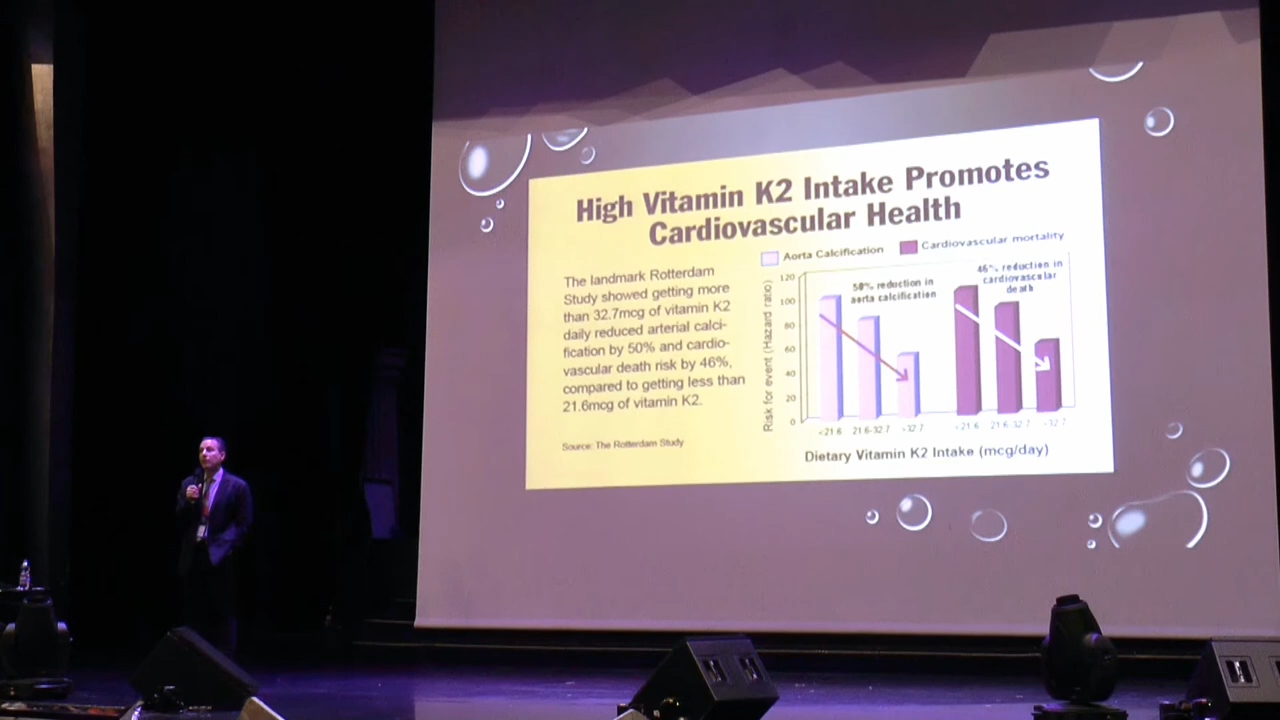 High Vitamin K2 Intake Promotes
Cardiovascular Health
The landmark Rotterdam
Study showed getting more
than 32.7mcg of vitamin K2
daily reduced arterial calci-
fication by 50% and cardio-
vascular death risk by 46%,
compared to getting less than
21.6mcg of vitamin K2.
Source: The Rotterdam Study
Aorta Calcification
Cardiovascular mortality
Risk for event (Hazard ratio)
120
100
80
60
40
20
0
50% reduction in
aorta calcification
46% reduction in
cardiovascular
death
<21.6
21.6-32.7
>32.7
<21.6
21.6-32.7
>32.7
Dietary Vitamin K2 Intake (mcg/day)